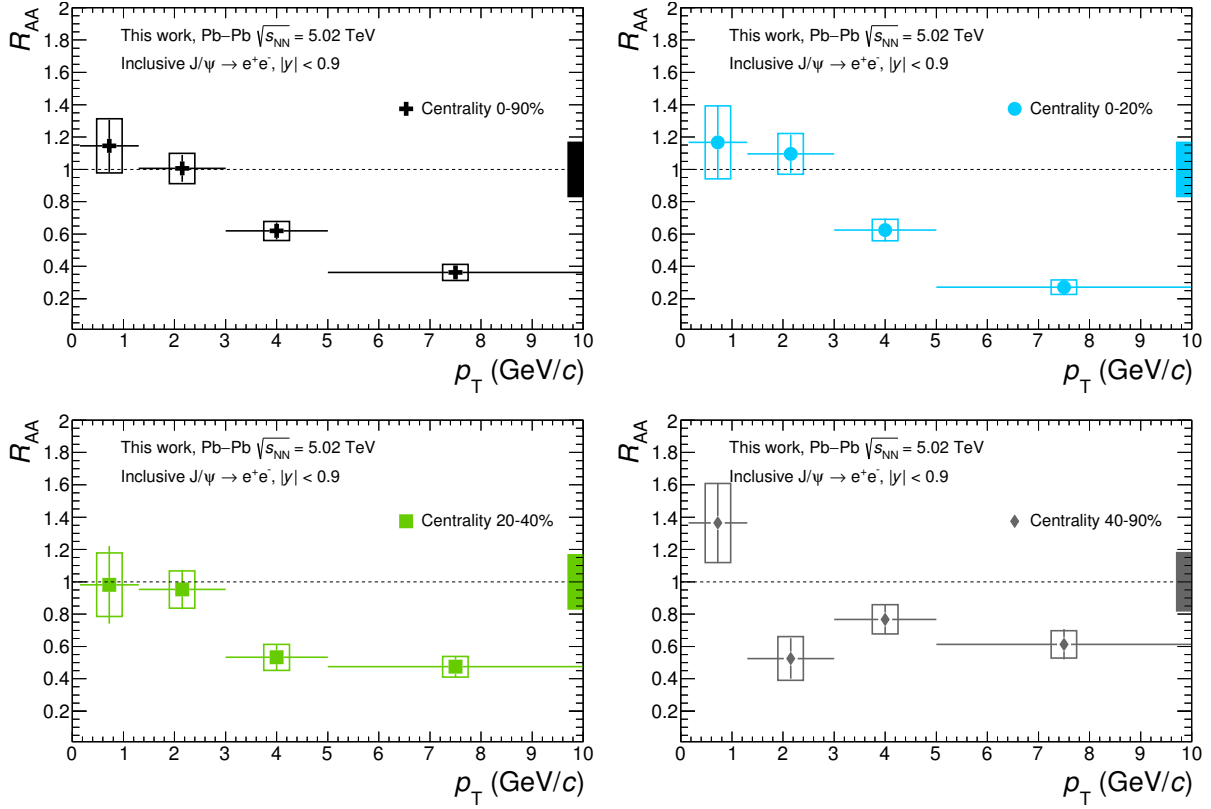 R_AA
2
1.8
1.6
1.4
1.2
1
0.8
0.6
0.4
0.2
This work, Pb–Pb √s_NN = 5.02 TeV
Inclusive J/ψ → e⁺e⁻, |y| < 0.9
Centrality 0-90%
0 1 2 3 4 5 6 7 8 9 10
p_T (GeV/c)
R_AA
2
1.8
1.6
1.4
1.2
1
0.8
0.6
0.4
0.2
This work, Pb–Pb √s_NN = 5.02 TeV
Inclusive J/ψ → e⁺e⁻, |y| < 0.9
Centrality 0-20%
0 1 2 3 4 5 6 7 8 9 10
p_T (GeV/c)
R_AA
2
1.8
1.6
1.4
1.2
1
0.8
0.6
0.4
0.2
This work, Pb–Pb √s_NN = 5.02 TeV
Inclusive J/ψ → e⁺e⁻, |y| < 0.9
Centrality 20-40%
0 1 2 3 4 5 6 7 8 9 10
p_T (GeV/c)
R_AA
2
1.8
1.6
1.4
1.2
1
0.8
0.6
0.4
0.2
This work, Pb–Pb √s_NN = 5.02 TeV
Inclusive J/ψ → e⁺e⁻, |y| < 0.9
Centrality 40-90%
0 1 2 3 4 5 6 7 8 9 10
p_T (GeV/c)